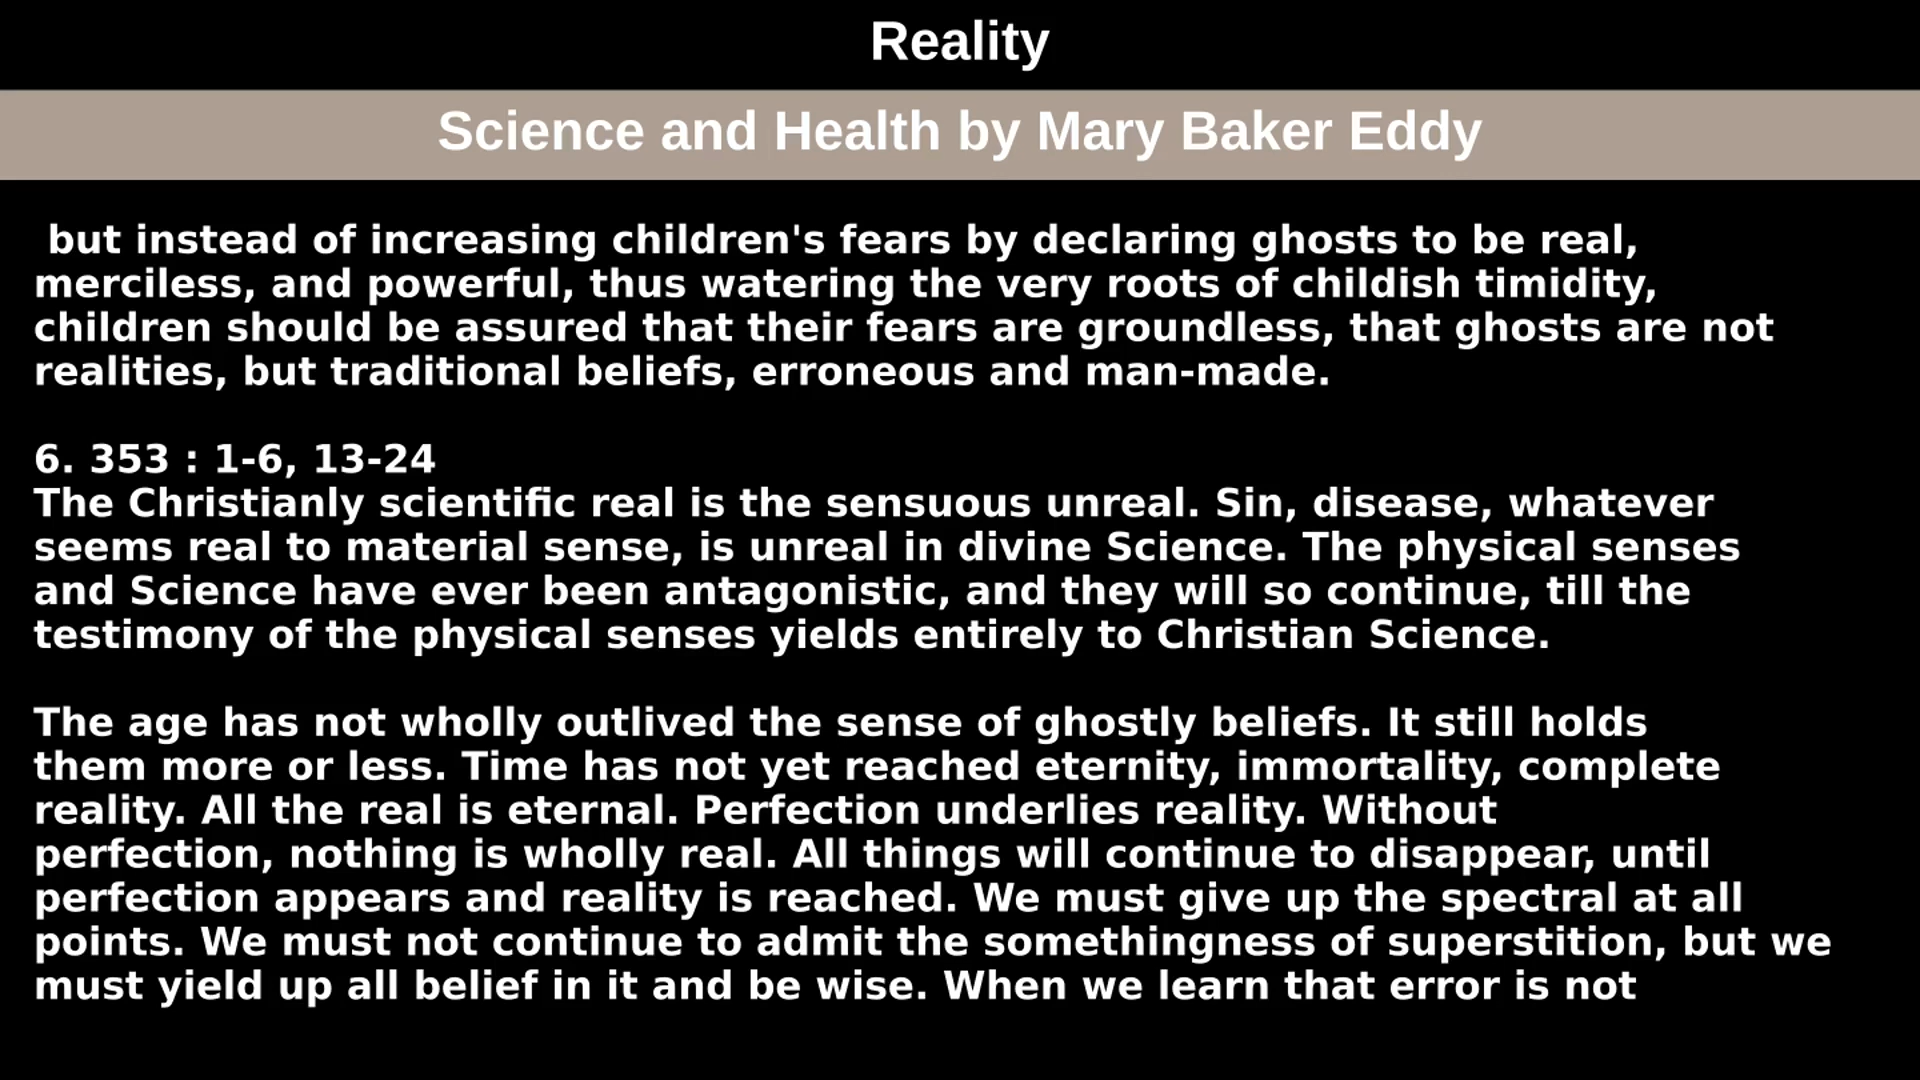 Reality
Science and Health by Mary Baker Eddy
but instead of increasing children's fears by declaring ghosts to be real,
merciless, and powerful, thus watering the very roots of childish timidity,
children should be assured that their fears are groundless, that ghosts are not
realities, but traditional beliefs, erroneous and man-made.
6. 353 : 1-6, 13-24
The Christianly scientific real is the sensuous unreal. Sin, disease, whatever
seems real to material sense, is unreal in divine Science. The physical senses
and Science have ever been antagonistic, and they will so continue, till the
testimony of the physical senses yields entirely to Christian Science.
The age has not wholly outlived the sense of ghostly beliefs. It still holds
them more or less. Time has not yet reached eternity, immortality, complete
reality. All the real is eternal. Perfection underlies reality. Without
perfection, nothing is wholly real. All things will continue to disappear, until
perfection appears and reality is reached. We must give up the spectral at all
points. We must not continue to admit the somethingness of superstition, but we
must yield up all belief in it and be wise. When we learn that error is not